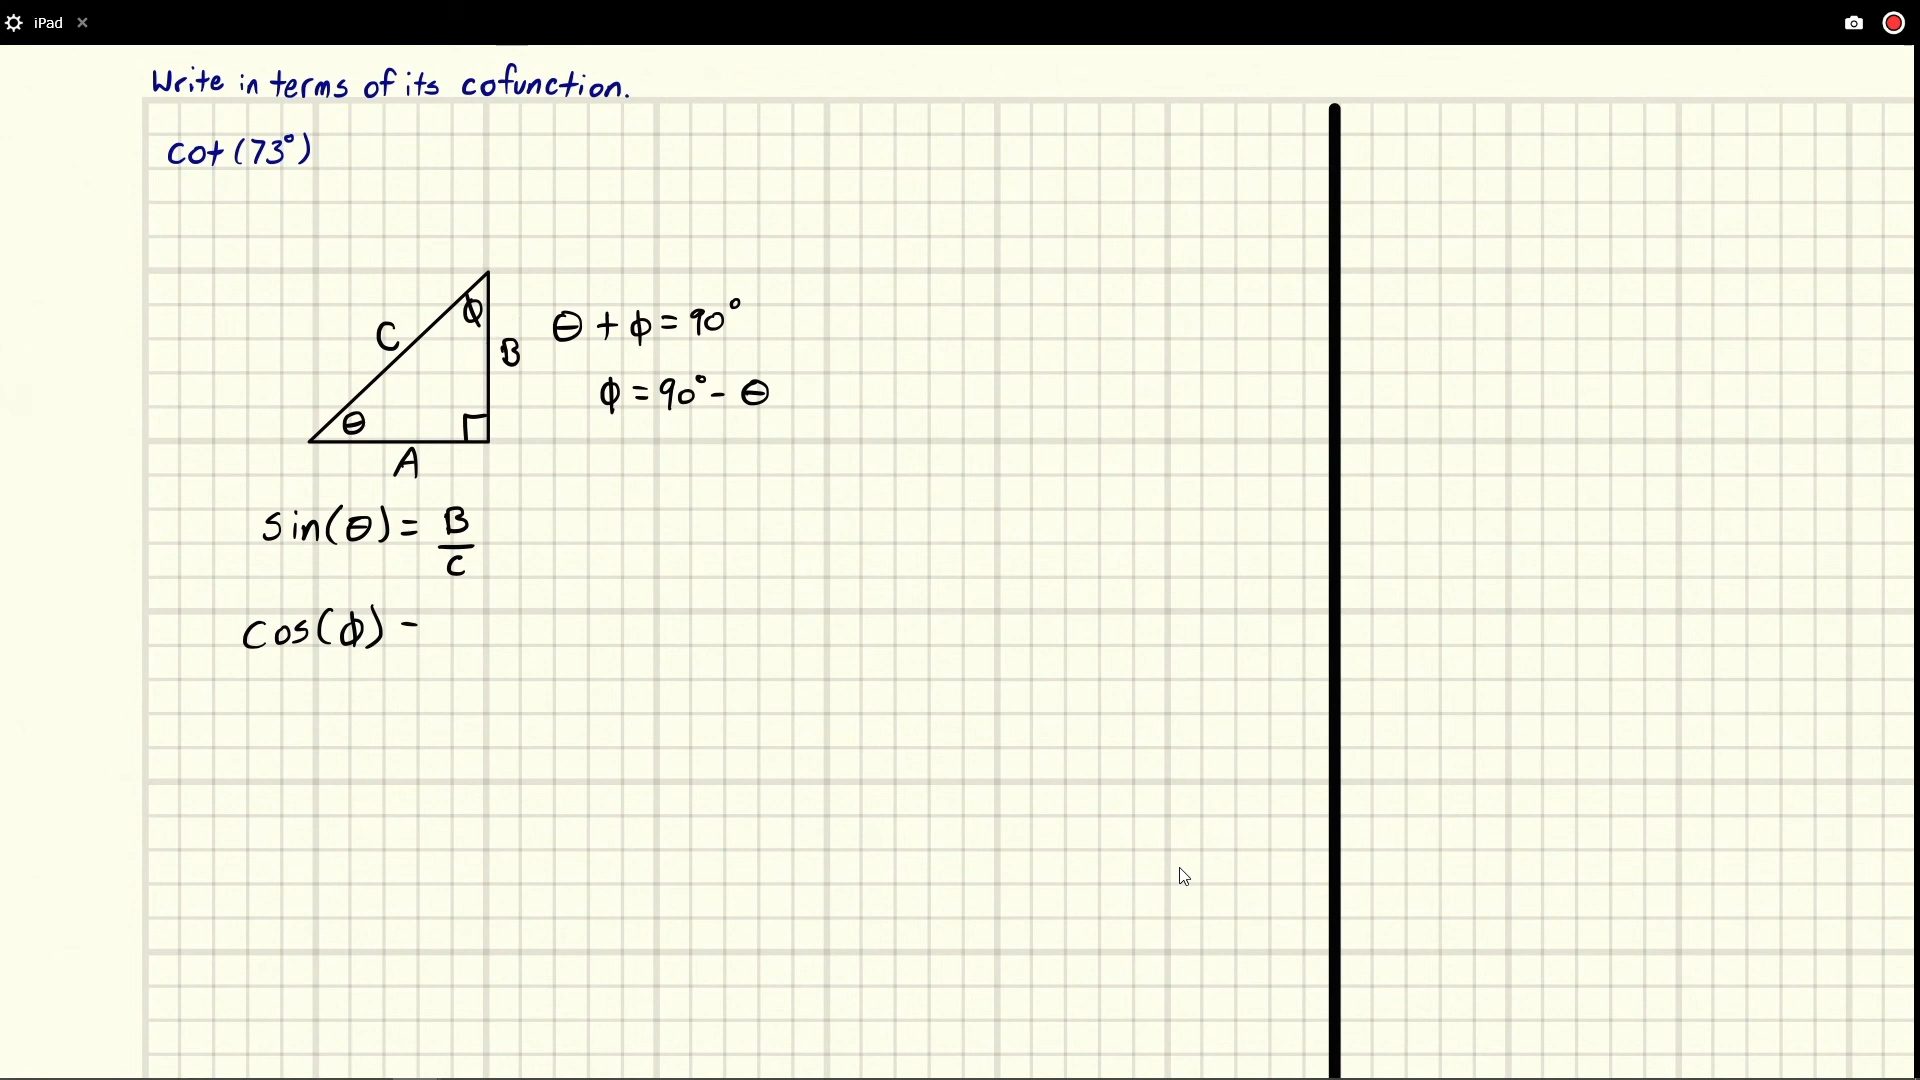 iPad
Write in terms of its cofunction.
cot(73°)
C
ϕ
B
θ
A
θ + ϕ = 90°
ϕ = 90° - θ
sin(θ) = B/C
cos(ϕ) -